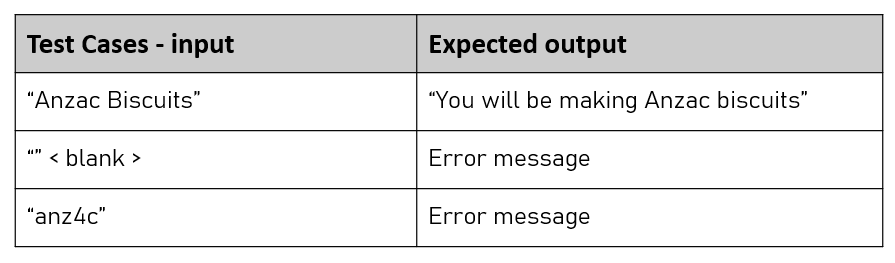 Test Cases - input
Expected output
“Anzac Biscuits”
“You will be making Anzac biscuits”
“” < blank >
Error message
“anz4c”
Error message